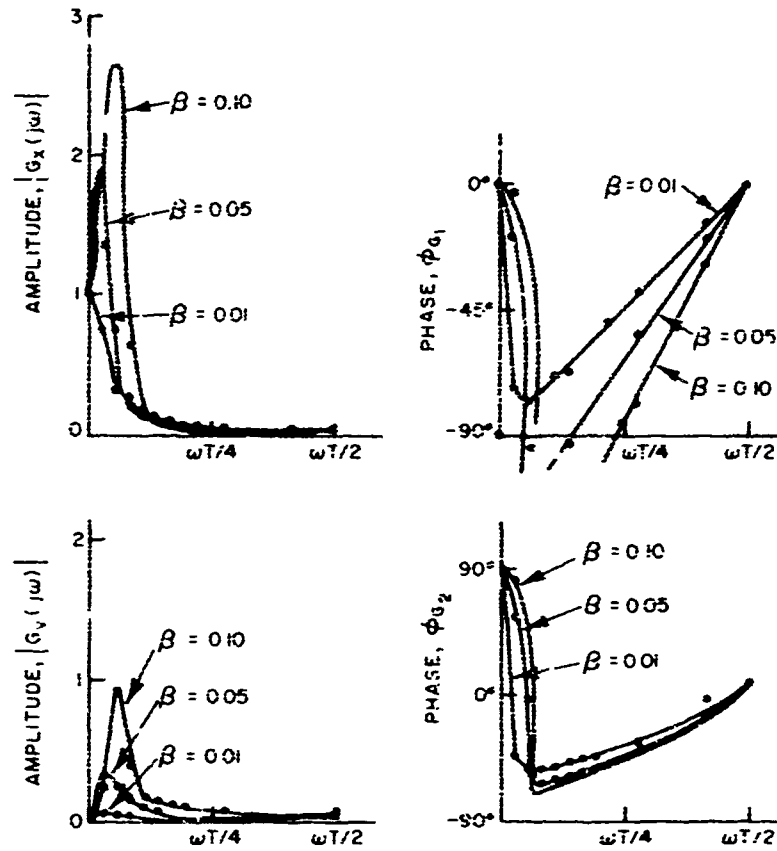 3
2
1
0
AMPLITUDE, |Gx(jω)|
β = 0.10
β = 0.05
β = 0.01
ωT/4
ωT/2
0°
-45°
-90°
PHASE, ϕG1
β = 0.01
β = 0.05
β = 0.10
ωT/4
ωT/2
2
1
0
AMPLITUDE, |Gv(jω)|
β = 0.10
β = 0.05
β = 0.01
ωT/4
ωT/2
90°
0°
-90°
PHASE, ϕG2
β = 0.10
β = 0.05
β = 0.01
ωT/4
ωT/2